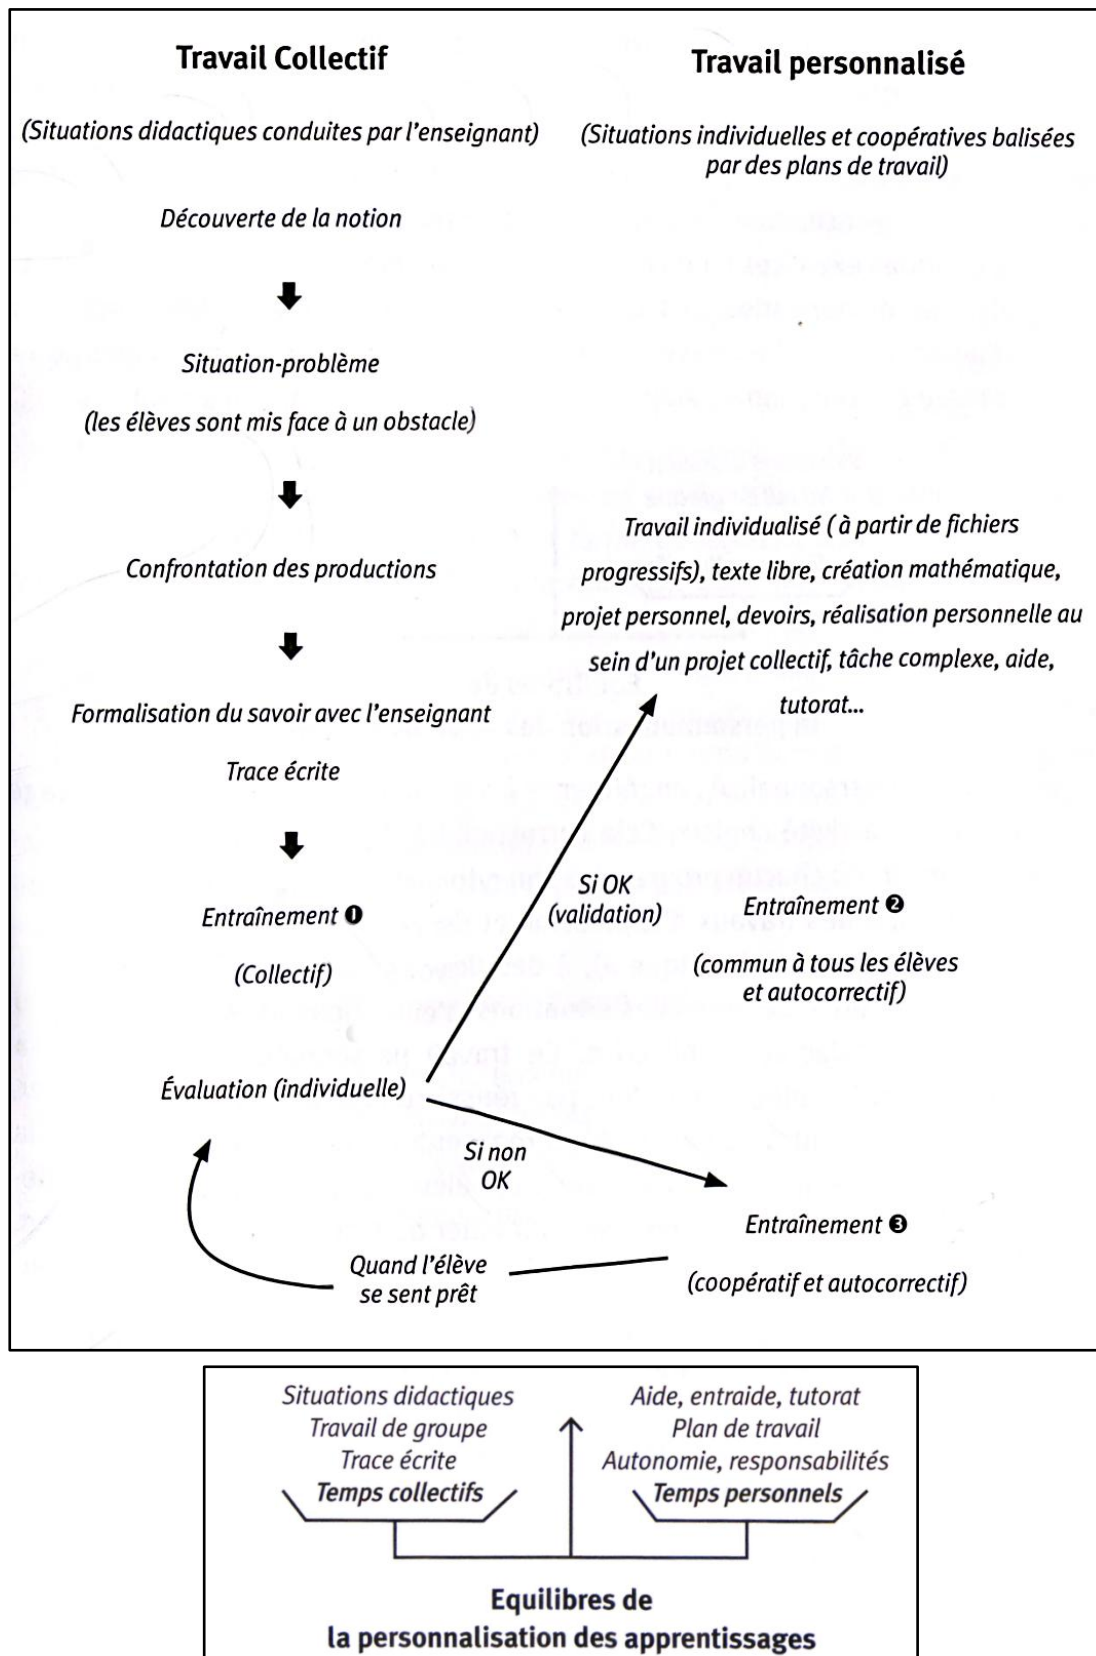 Travail Collectif
(Situations didactiques conduites par l'enseignant)
Découverte de la notion
Situation-problème
(les élèves sont mis face à un obstacle)
Confrontation des productions
Formalisation du savoir avec l'enseignant
Trace écrite
Entraînement ❶
(Collectif)
Évaluation (individuelle)
Travail personnalisé
(Situations individuelles et coopératives balisées
par des plans de travail)
Travail individualisé ( à partir de fichiers
progressifs), texte libre, création mathématique,
projet personnel, devoirs, réalisation personnelle au
sein d'un projet collectif, tâche complexe, aide,
tutorat...
Si OK
(validation)
Entraînement ❷
(commun à tous les élèves
et autocorrectif)
Si non
OK
Entraînement ❸
(coopératif et autocorrectif)
Quand l'élève
se sent prêt
Situations didactiques
Travail de groupe
Trace écrite
Temps collectifs
Aide, entraide, tutorat
Plan de travail
Autonomie, responsabilités
Temps personnels
Equilibres de
la personnalisation des apprentissages